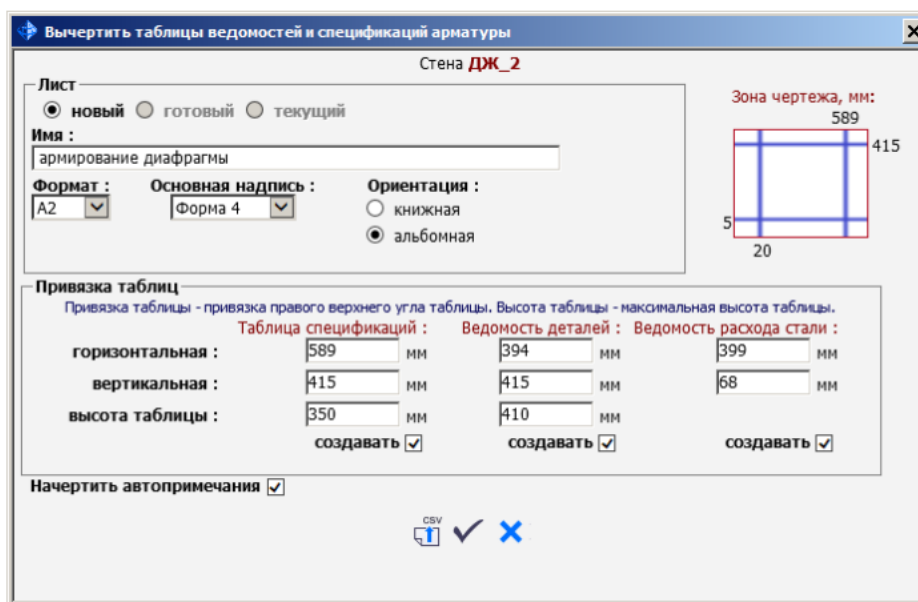 Вычертить таблицы ведомостей и спецификаций арматуры
Стена ДЖ_2
Лист
новый готовый текущий
Имя :
армирование диафрагмы
Формат : Основная надпись : Ориентация :
А2 Форма 4 книжная
альбомная
Зона чертежа, мм:
589
415
5
20
Привязка таблиц
Привязка таблицы - привязка правого верхнего угла таблицы. Высота таблицы - максимальная высота таблицы.
Таблица спецификаций : Ведомость деталей : Ведомость расхода стали :
горизонтальная : 589 мм 394 мм 399 мм
вертикальная : 415 мм 415 мм 68 мм
высота таблицы : 350 мм 410 мм
создавать создавать создавать
Начертить автопримечания
CSV